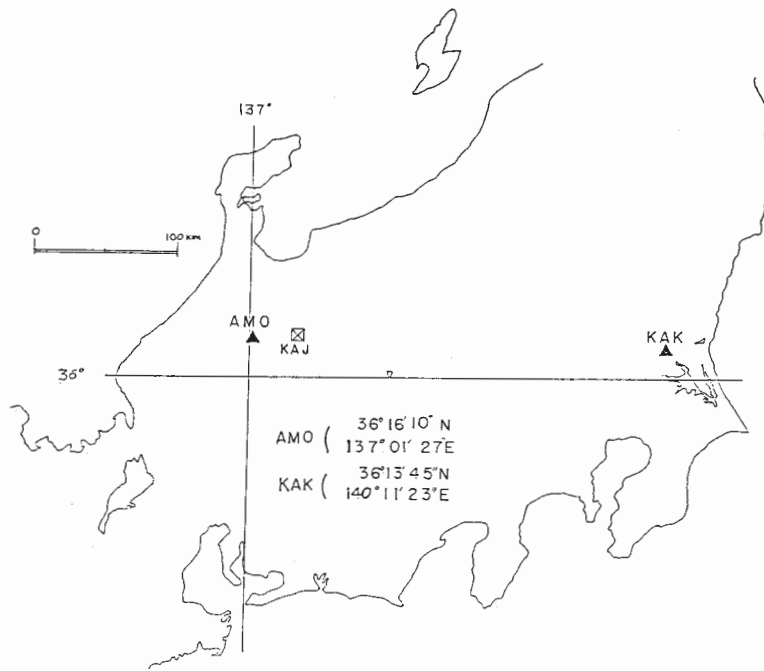 137°
0
100 KM
AMO
KAJ
KAK
36°
AMO ( 36°16'10" N
137°01'27"E
KAK ( 36°13'45"N
140°11'23"E